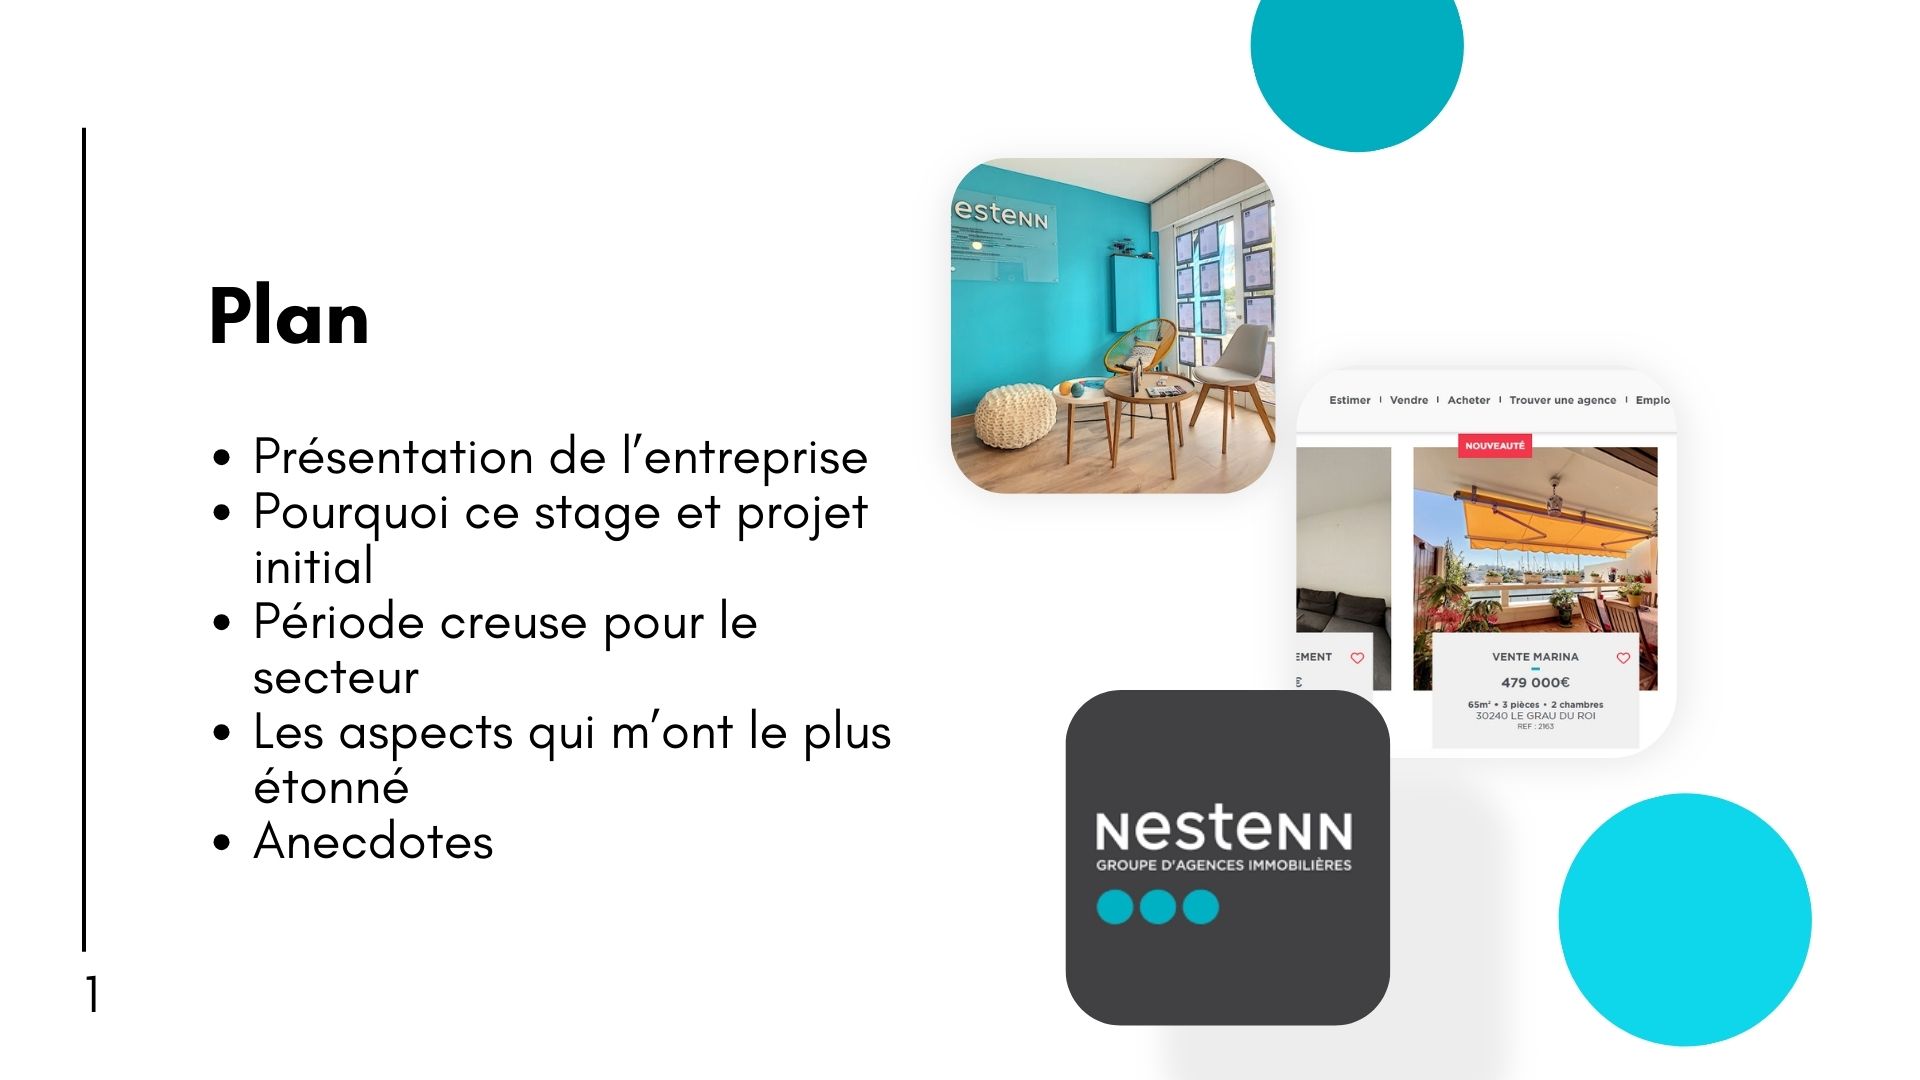 Plan
Présentation de l’entreprise
Pourquoi ce stage et projet
initial
Période creuse pour le
secteur
Les aspects qui m’ont le plus
étonné
Anecdotes
1
estenn
Estimer | Vendre | Acheter | Trouver une agence | Emplo
NOUVEAUTÉ
EMENT
€
VENTE MARINA
479 000€
65m² • 3 pièces • 2 chambres
30240 LE GRAU DU ROI
REF : 2163
Nestenn
GROUPE D'AGENCES IMMOBILIÈRES